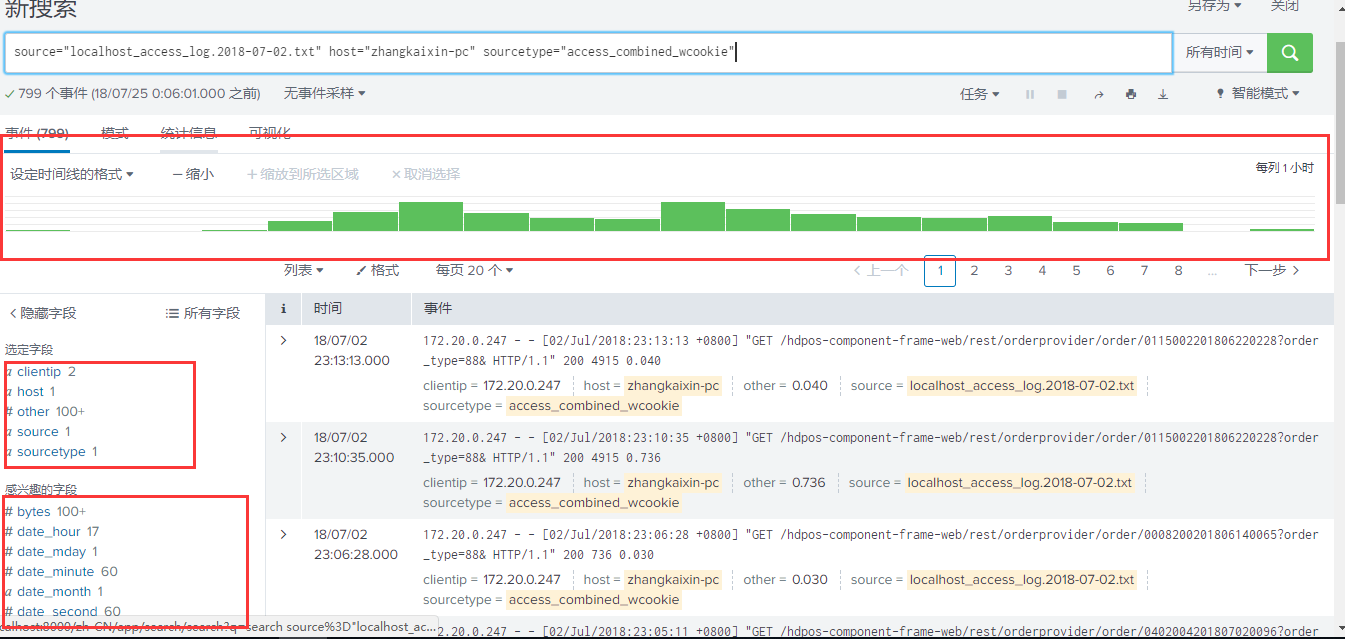 新搜索
另存为 关闭
source="localhost_access_log.2018-07-02.txt" host="zhangkaixin-pc" sourcetype="access_combined_wcookie"
所有时间
799 个事件 (18/07/25 0:06:01.000 之前) 无事件采样
任务 智能模式
事件 (799) 模式 统计信息 可视化
设定时间线的格式 — 缩小 + 缩放到所选区域 × 取消选择
每列 1 小时
列表 格式 每页 20 个
< 上一个 1 2 3 4 5 6 7 8 ... 下一步 >
< 隐藏字段 所有字段
i 时间 事件
选定字段
a clientip 2
a host 1
# other 100+
a source 1
a sourcetype 1
感兴趣的字段
# bytes 100+
# date_hour 17
# date_mday 1
# date_minute 60
a date_month 1
# date_second 60
> 18/07/02
23:13:13.000
172.20.0.247 - - [02/Jul/2018:23:13:13 +0800] "GET /hdpos-component-frame-web/rest/orderprovider/order/0115002201806220228?order
_type=88& HTTP/1.1" 200 4915 0.040
clientip = 172.20.0.247 host = zhangkaixin-pc other = 0.040 source = localhost_access_log.2018-07-02.txt
sourcetype = access_combined_wcookie
> 18/07/02
23:10:35.000
172.20.0.247 - - [02/Jul/2018:23:10:35 +0800] "GET /hdpos-component-frame-web/rest/orderprovider/order/0115002201806220228?order
_type=88& HTTP/1.1" 200 4915 0.736
clientip = 172.20.0.247 host = zhangkaixin-pc other = 0.736 source = localhost_access_log.2018-07-02.txt
sourcetype = access_combined_wcookie
> 18/07/02
23:06:28.000
172.20.0.247 - - [02/Jul/2018:23:06:28 +0800] "GET /hdpos-component-frame-web/rest/orderprovider/order/0008200201806140065?order
_type=88& HTTP/1.1" 200 736 0.030
clientip = 172.20.0.247 host = zhangkaixin-pc other = 0.030 source = localhost_access_log.2018-07-02.txt
sourcetype = access_combined_wcookie
calhost:8000/zh-CN/app/search/search?q=search source%3D"localhost_ac...
2.20.0.247 - - [02/Jul/2018:23:05:11 +0800] "GET /hdpos-component-frame-web/rest/orderprovider/order/0402004201807020096?order